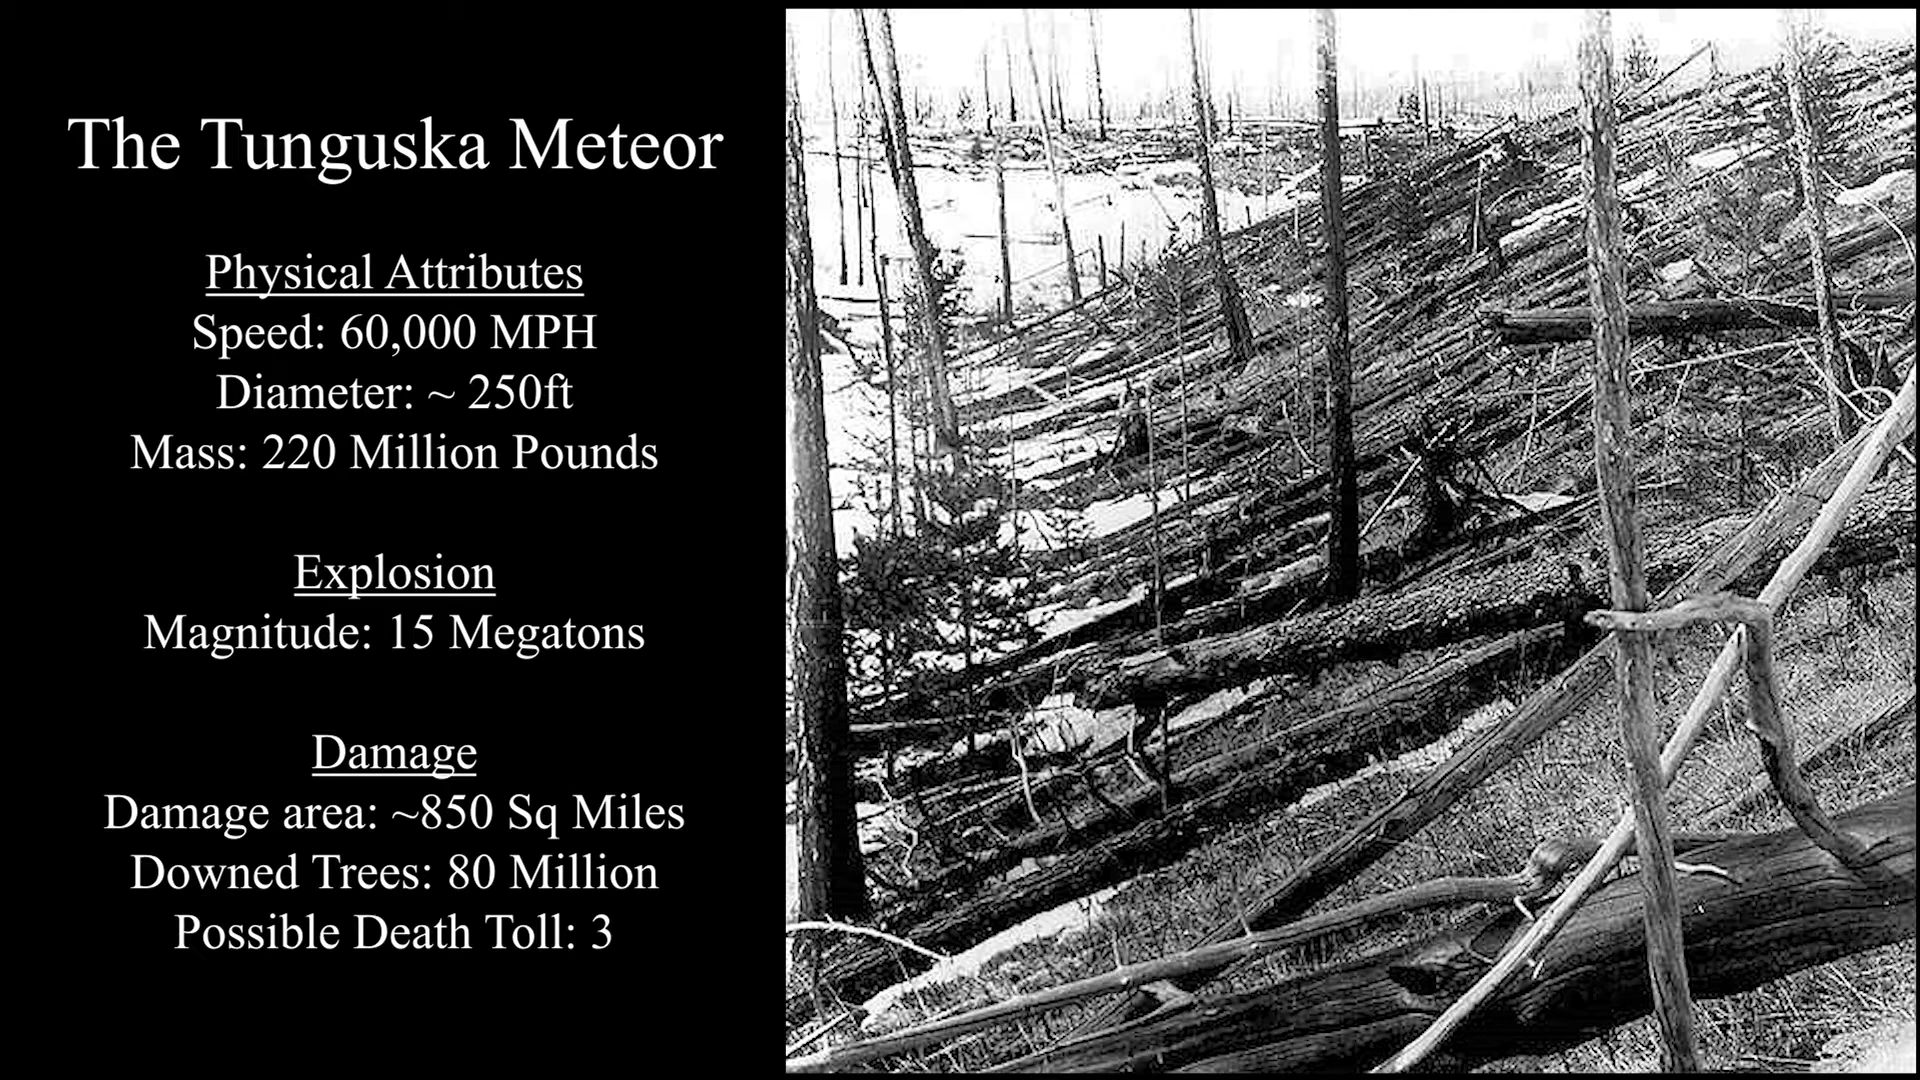 The Tunguska Meteor
Physical Attributes
Speed: 60,000 MPH
Diameter: ~ 250ft
Mass: 220 Million Pounds
Explosion
Magnitude: 15 Megatons
Damage
Damage area: ~850 Sq Miles
Downed Trees: 80 Million
Possible Death Toll: 3